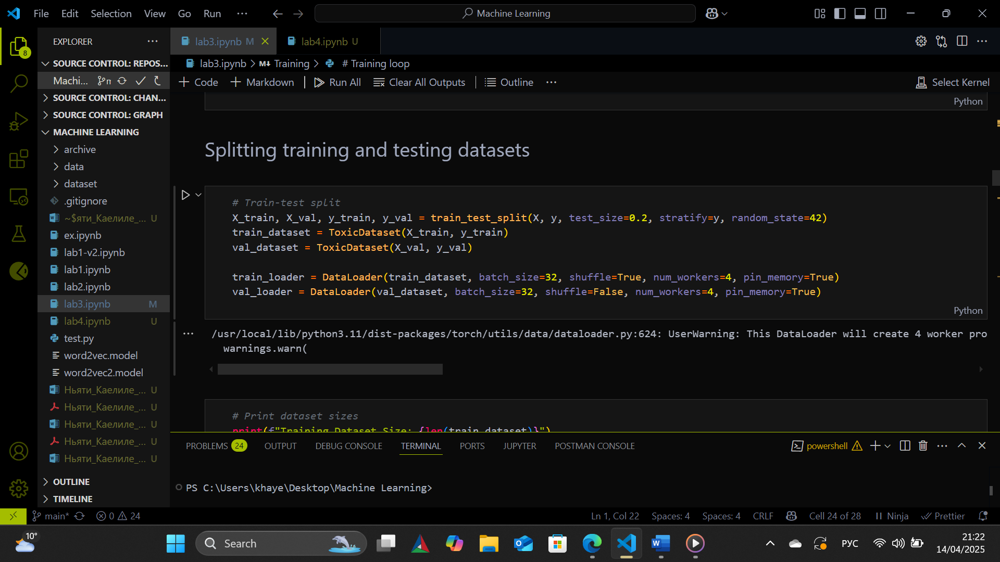 File Edit Selection View Go Run ··· Machine Learning
EXPLORER
SOURCE CONTROL: REPOS...
Machi...
SOURCE CONTROL: CHAN...
SOURCE CONTROL: GRAPH
MACHINE LEARNING
archive
data
dataset
.gitignore
~$яти_Каелиле_... U
ex.ipynb
lab1-v2.ipynb
lab1.ipynb
lab2.ipynb
lab3.ipynb M
lab4.ipynb U
test.py
word2vec.model
word2vec2.model
Ньяти_Каелиле_... U
Ньяти_Каелиле_... U
Ньяти_Каелиле_... U
Ньяти_Каелиле_... U
Ньяти_Каелиле_... U
OUTLINE
TIMELINE
8
lab3.ipynb M lab4.ipynb U
lab3.ipynb > M↓ Training > # Training loop
+ Code + Markdown Run All Clear All Outputs Outline ··· Select Kernel
Python
Splitting training and testing datasets
# Train-test split
X_train, X_val, y_train, y_val = train_test_split(X, y, test_size=0.2, stratify=y, random_state=42)
train_dataset = ToxicDataset(X_train, y_train)
val_dataset = ToxicDataset(X_val, y_val)
train_loader = DataLoader(train_dataset, batch_size=32, shuffle=True, num_workers=4, pin_memory=True)
val_loader = DataLoader(val_dataset, batch_size=32, shuffle=False, num_workers=4, pin_memory=True)
Python
/usr/local/lib/python3.11/dist-packages/torch/utils/data/dataloader.py:624: UserWarning: This DataLoader will create 4 worker pro
warnings.warn(
# Print dataset sizes
print(f"Training Dataset Size: {len(train_dataset)}")
PROBLEMS 24 OUTPUT DEBUG CONSOLE TERMINAL PORTS JUPYTER POSTMAN CONSOLE powershell
PS C:\Users\khaye\Desktop\Machine Learning>
main* 0 24 Ln 1, Col 22 Spaces: 4 Spaces: 4 CRLF Cell 24 of 28 Ninja Prettier
10° Search РУС 21:22
14/04/2025